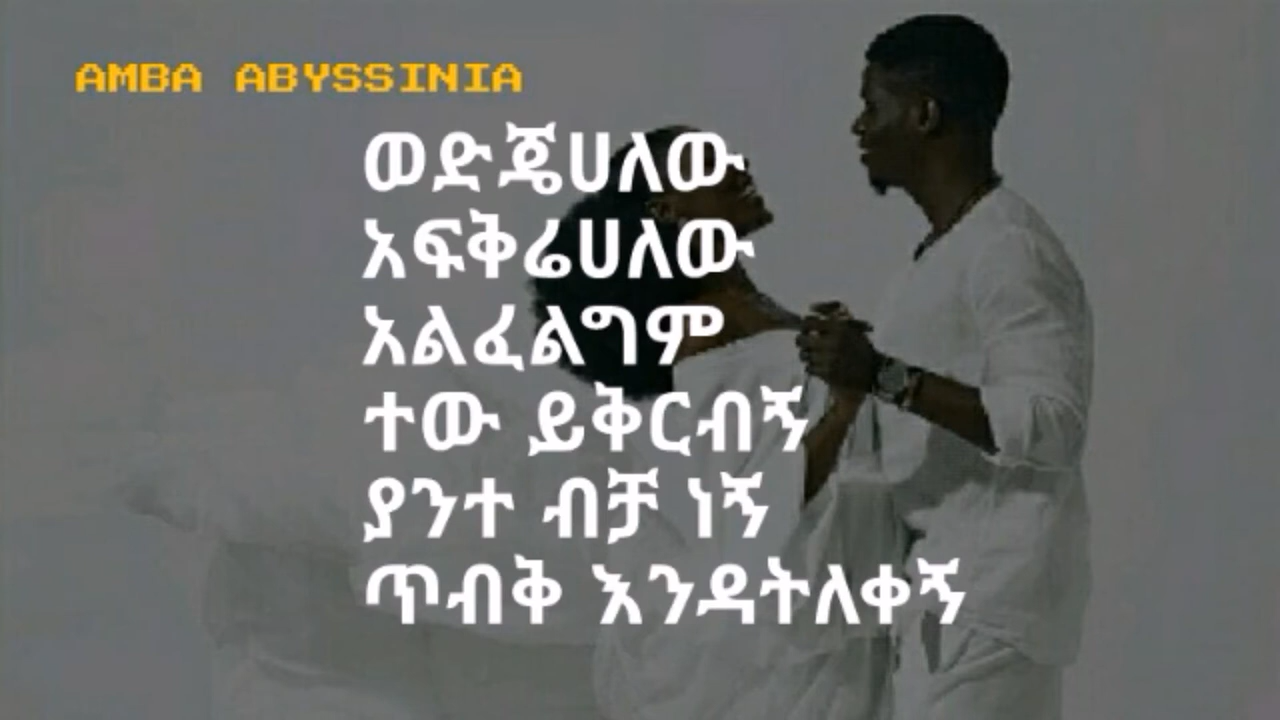 AMBA ABYSSINIA
ወድጄሀለው
አፍቅሬሀለው
አልፈልግም
ተው ይቅርብኝ
ያንተ ብቻ ነኝ
ጥብቅ እንዳትለቀኝ